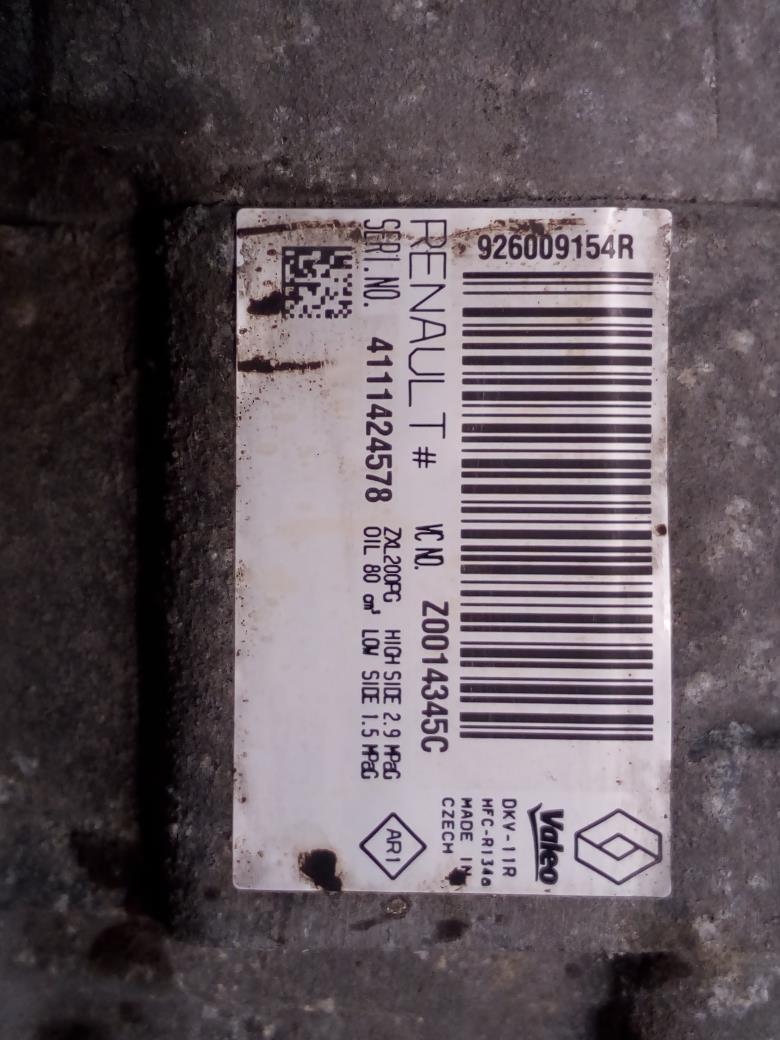 926009154R
RENAULT# VC NO. Z0014345C
SERI.NO. 4111424578
ZXL200PG HIGH SIDE 2.9 MPaG
OIL 80 cm³ LOW SIDE 1.5 MPaG
Valeo
DKV-11R
HFC-R134a
MADE IN
CZECH
AR1